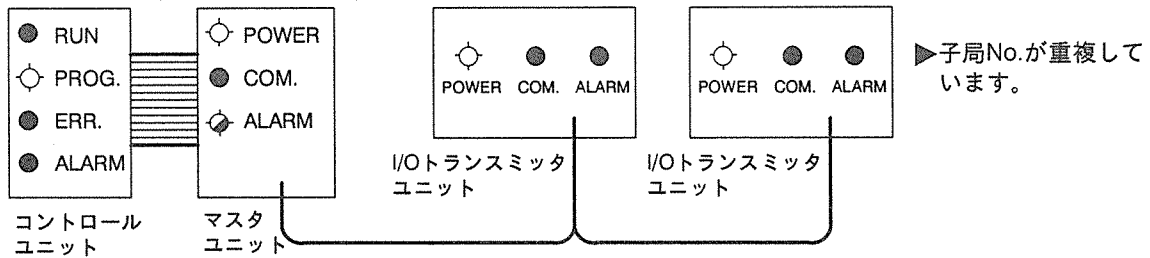 RUN
PROG.
ERR.
ALARM
コントロール
ユニット
POWER
COM.
ALARM
マスタ
ユニット
POWER COM. ALARM
I/Oトランスミッタ
ユニット
POWER COM. ALARM
I/Oトランスミッタ
ユニット
▶子局No.が重複して
います。